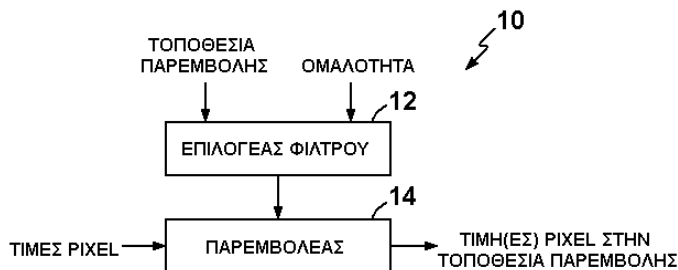 10
ΤΟΠΟΘΕΣΙΑ
ΠΑΡΕΜΒΟΛΗΣ
ΟΜΑΛΟΤΗΤΑ
12
ΕΠΙΛΟΓΕΑΣ ΦΙΛΤΡΟΥ
14
ΤΙΜΕΣ PIXEL
ΠΑΡΕΜΒΟΛΕΑΣ
ΤΙΜΗ(ΕΣ) PIXEL ΣΤΗΝ
ΤΟΠΟΘΕΣΙΑ ΠΑΡΕΜΒΟΛΗΣ